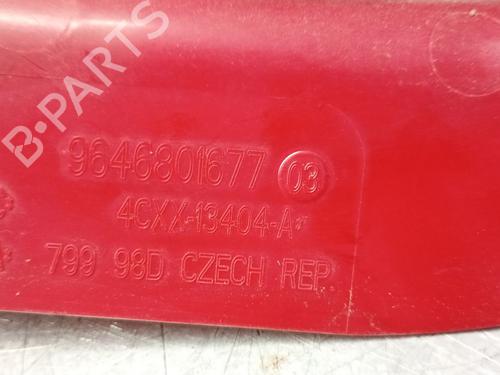 B-PARTS
9646801677 03
4CXX-13404-A
799 98D CZECH REP